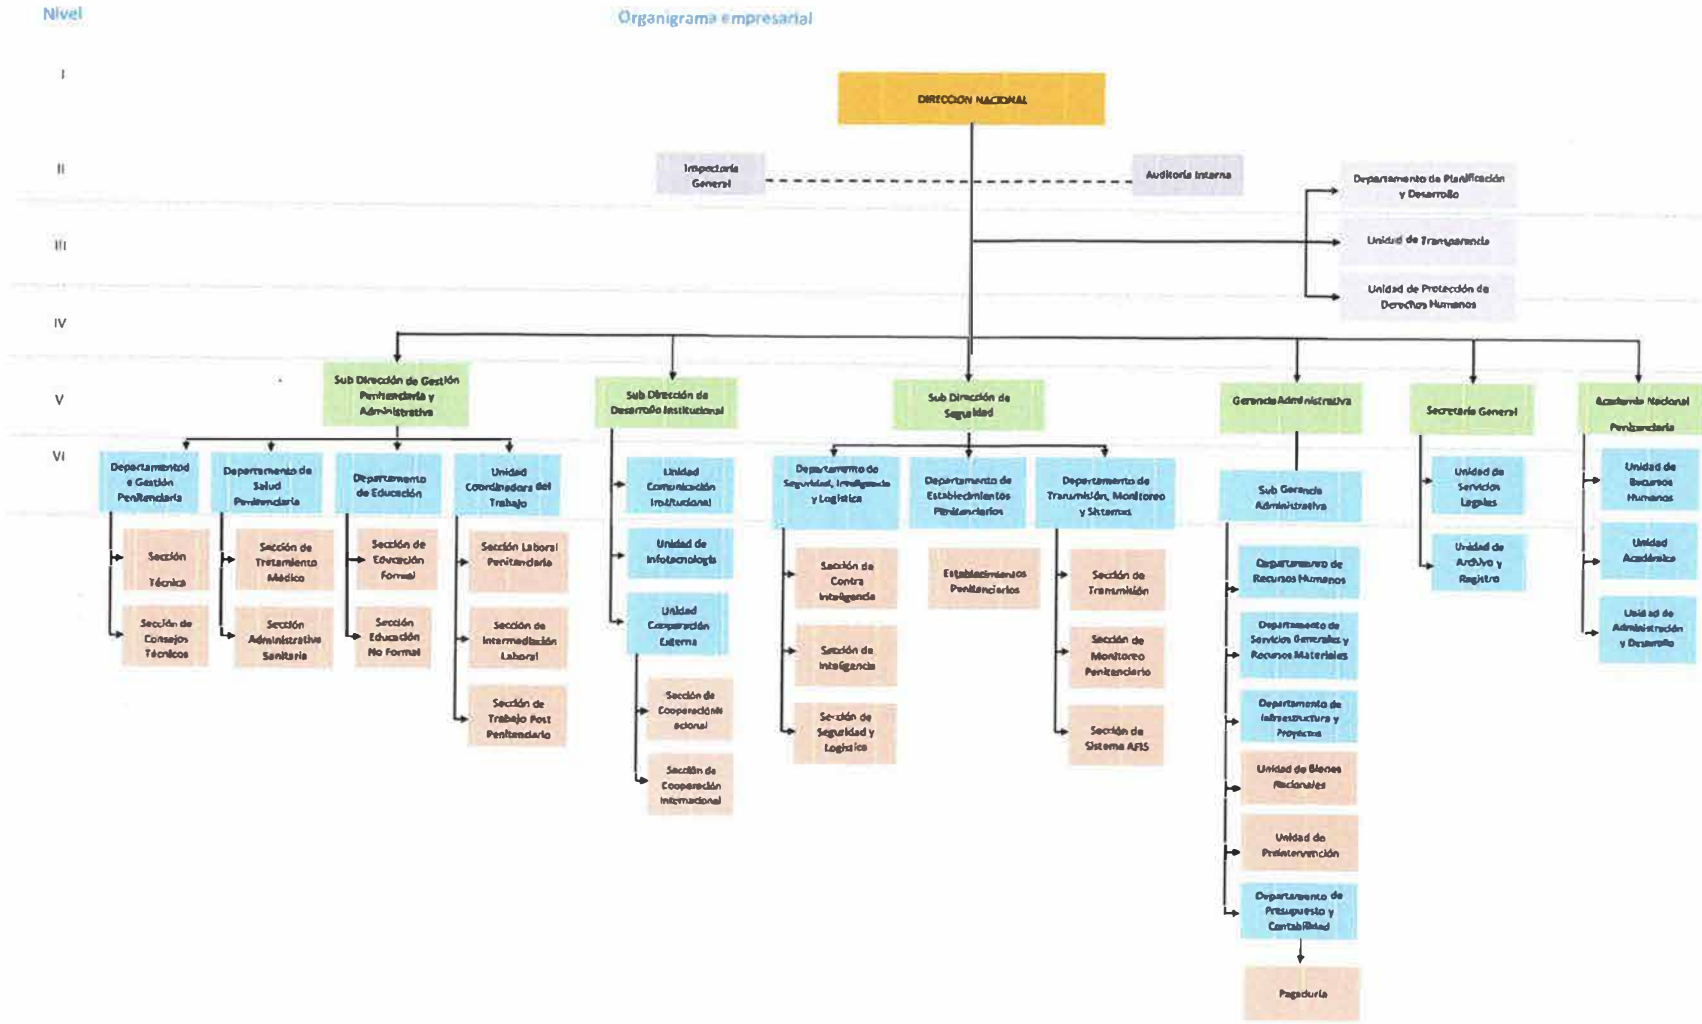 Nivel
Organigrama empresarial
I
DIRECCION NACIONAL
II
Inspectoría
General
Auditoría Interna
Departamento de Planificación
y Desarrollo
III
Unidad de Transparencia
Unidad de Protección de
Derechos Humanos
IV
V
Sub Dirección de Gestión
Penitenciaria y
Administrativa
Sub Dirección de
Desarrollo Institucional
Sub Dirección de
Seguridad
Gerencia Administrativa
Secretaría General
Academia Nacional
Penitenciaria
VI
Departamentod
e Gestión
Penitenciaria
Departamento de
Salud
Penitenciaria
Departamento
de Educación
Unidad
Coordinadora del
Trabajo
Unidad
Comunicación
Institucional
Departamento de
Seguridad, Inteligencia
y Logística
Departamento de
Establecimientos
Penitenciarios
Departamento de
Transmisión, Monitoreo
y Sistemas
Sub Gerencia
Administrativa
Unidad de
Servicios
Legales
Unidad de
Recursos
Humanos
Sección
Técnica
Sección de
Tratamiento
Médico
Sección de
Educación
Formal
Sección Laboral
Penitenciaria
Unidad de
Infotecnología
Sección de
Contra
Inteligencia
Establecimientos
Penitenciarios
Sección de
Transmisión
Departamento de
Recursos Humanos
Unidad de
Archivo y
Registro
Unidad
Académica
Sección de
Consejos
Técnicos
Sección
Administrativa
Sanitaria
Sección
Educación
No Formal
Sección de
Intermediación
Laboral
Unidad
Cooperación
Externa
Sección de
Inteligencia
Sección de
Monitoreo
Penitenciario
Departamento de
Servicios Generales y
Recursos Materiales
Unidad de
Administración
y Desarrollo
Sección de
Trabajo Post
Penitenciario
Sección de
CooperaciónN
acional
Sección de
Seguridad y
Logística
Sección de
Sistema AFIS
Departamento de
Infraestructura y
Proyectos
Sección de
Cooperación
Internacional
Unidad de Bienes
Nacionales
Unidad de
Preintervención
Departamento de
Presupuesto y
Contabilidad
Pagaduría